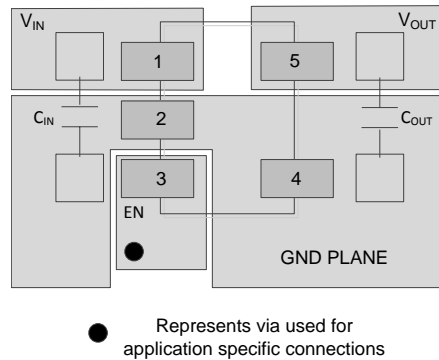 VIN
VOUT
1
5
CIN
2
COUT
3
4
EN
GND PLANE
Represents via used for
application specific connections